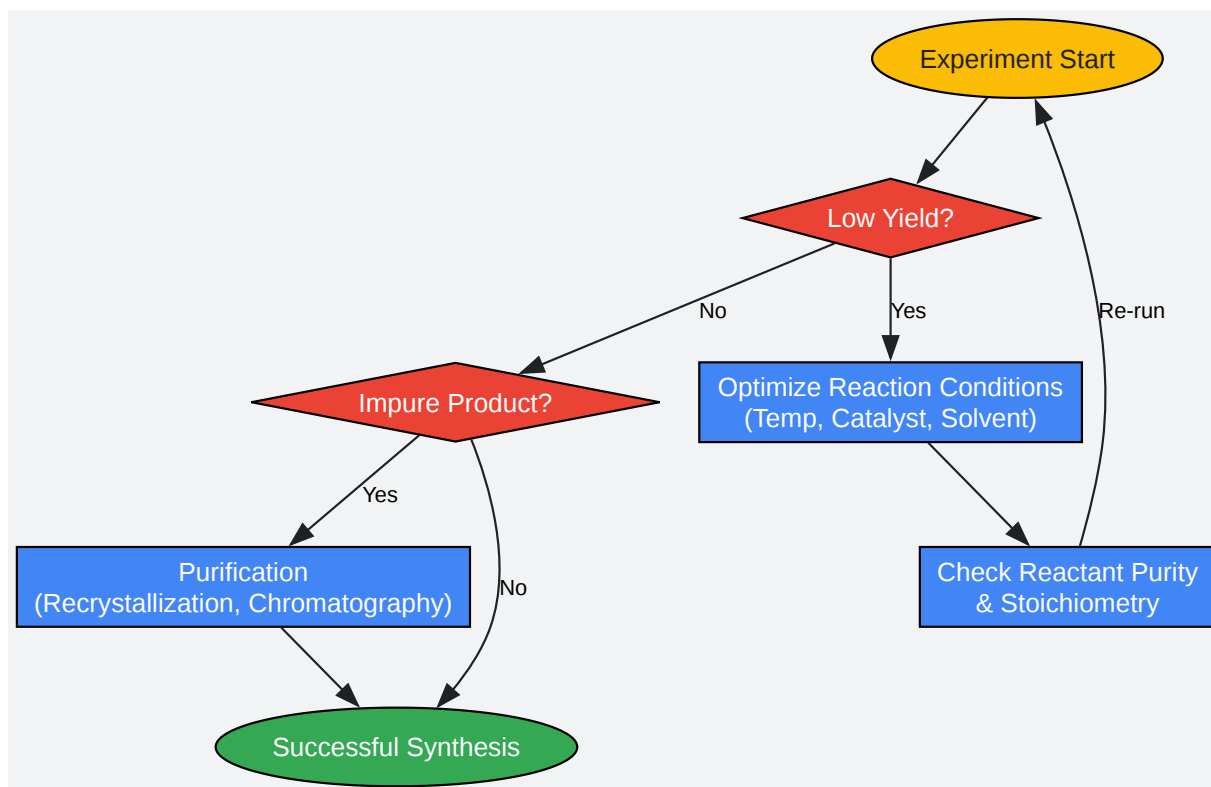 Experiment Start
Low Yield?
No
Yes
Re-run
Optimize Reaction Conditions
(Temp, Catalyst, Solvent)
Impure Product?
Yes
No
Purification
(Recrystallization, Chromatography)
Check Reactant Purity
& Stoichiometry
Successful Synthesis